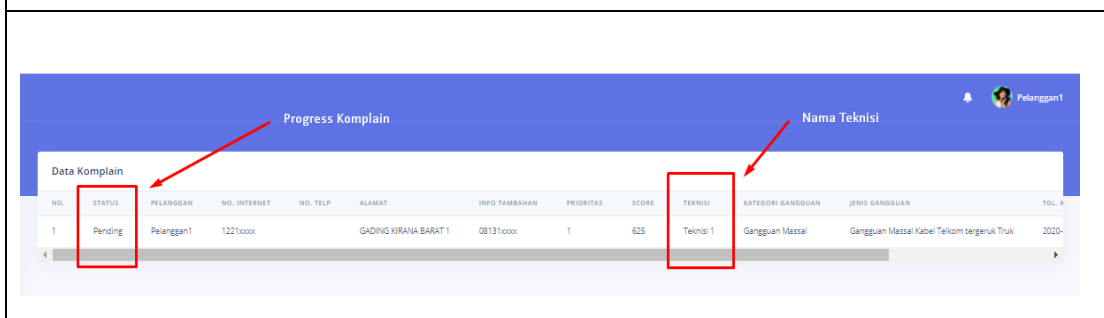 Pelanggan1
Progress Komplain
Nama Teknisi
Data Komplain
NO. STATUS PELANGGAN NO. INTERNET NO. TELP ALAMAT INFO TAMBAHAN PRIORITAS SCORE TEKNISI KATEGORI GANGGUAN JENIS GANGGUAN TGL.
1 Pending Pelanggan1 1221xxxx GADING KIRANA BARAT 1 08131xxxx 1 625 Teknisi 1 Gangguan Massal Gangguan Massal Kabel Telkom tergeruk Truk 2020-